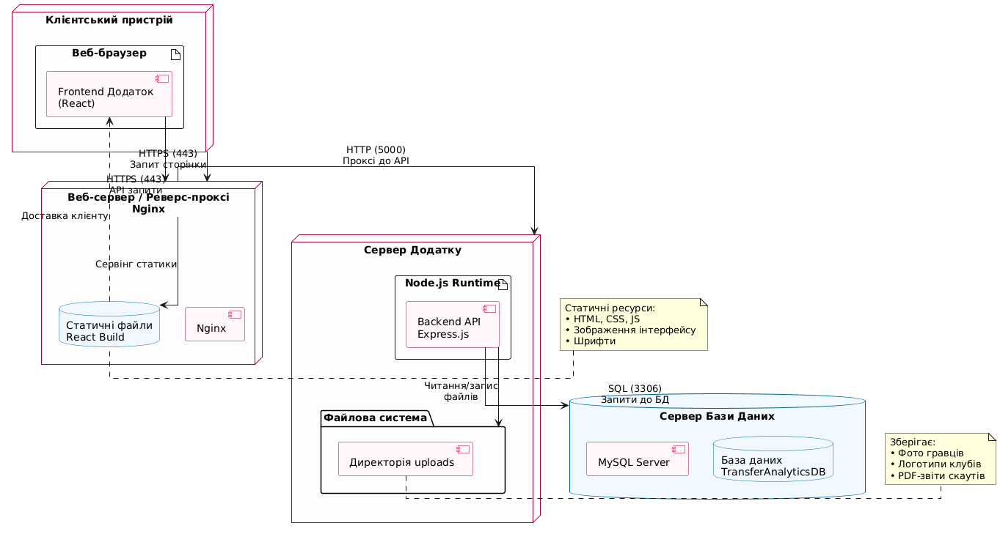 Клієнтський пристрій
Веб-браузер
Frontend Додаток
(React)
HTTPS (443)
Запит сторінки
HTTP (5000)
Проксі до API
HTTPS (443)
API запити
Веб-сервер / Реверс-проксі
Nginx
Доставка клієнту
Сервінг статики
Статичні файли
React Build
Nginx
Сервер Додатку
Node.js Runtime
Backend API
Express.js
Статичні ресурси:
• HTML, CSS, JS
• Зображення інтерфейсу
• Шрифти
Читання/запис
файлів
SQL (3306)
Запити до БД
Файлова система
Директорія uploads
Сервер Бази Даних
MySQL Server
База даних
TransferAnalyticsDB
Зберігає:
• Фото гравців
• Логотипи клубів
• PDF-звіти скаутів